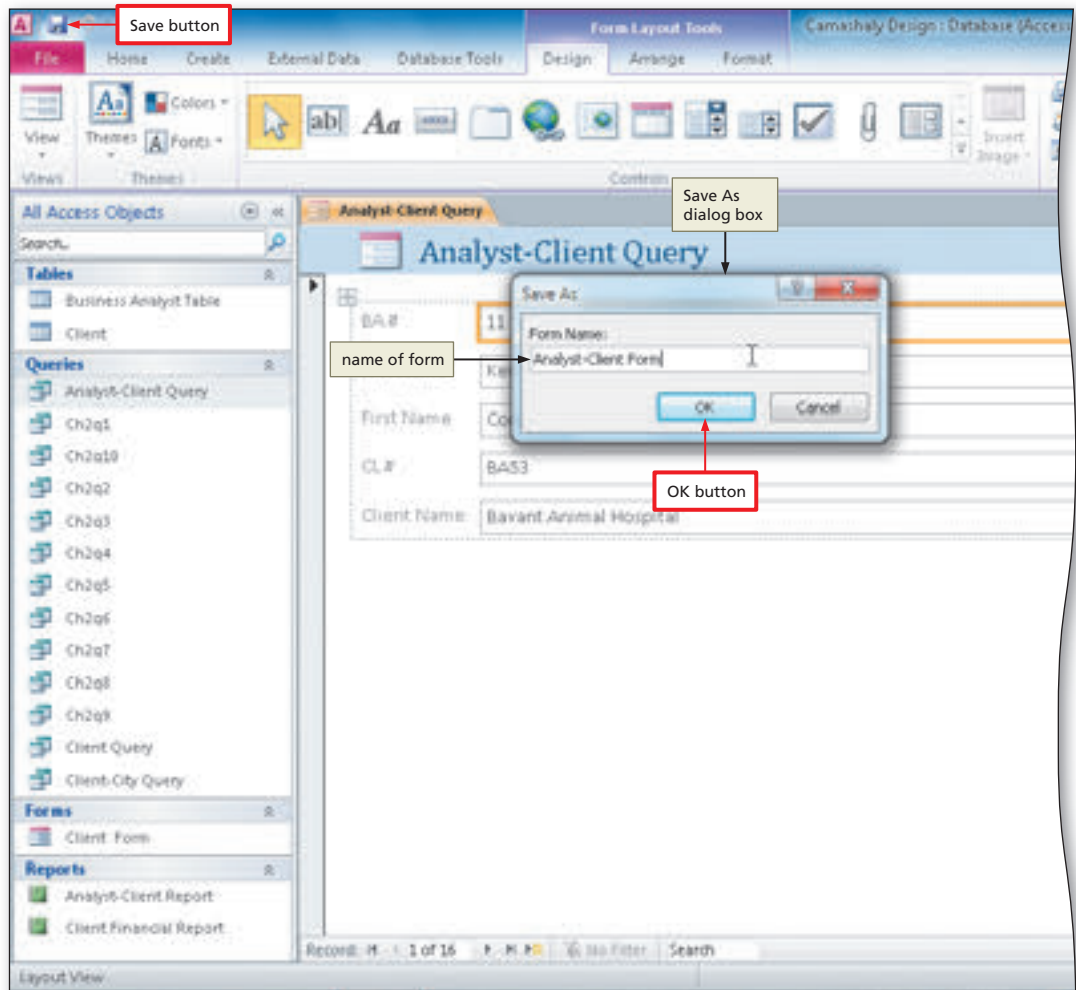 Save button
Form Layout Tools
Camashaly Design : Database (Access
File
Home
Create
External Data
Database Tools
Design
Arrange
Format
View
Themes
Colors
Fonts
Aa
ab
Aa
Insert
Image
Views
Themes
Controls
All Access Objects
Search...
Tables
Business Analyst Table
Client
Queries
Analyst-Client Query
Ch2q1
Ch2q10
Ch2q2
Ch2q3
Ch2q4
Ch2q5
Ch2q6
Ch2q7
Ch2q8
Ch2q9
Client Query
Client-City Query
Forms
Client Form
Reports
Analyst-Client Report
Client Financial Report
Analyst-Client Query
Analyst-Client Query
Save As
dialog box
Save As
Form Name:
Analyst-Client Form
OK
Cancel
name of form
OK button
BA #
11
First Name
CL #
BA53
Client Name
Bavant Animal Hospital
Record:
1 of 16
No Filter
Search
Layout View